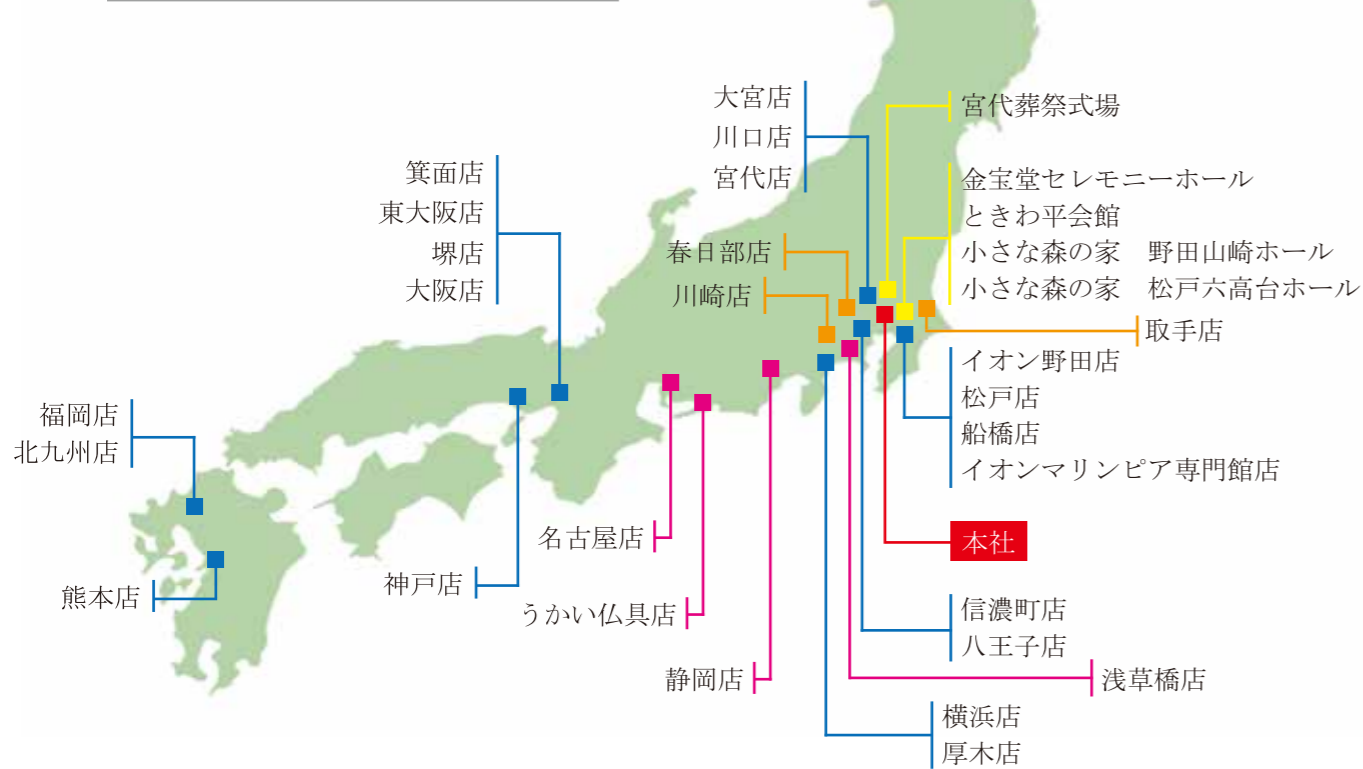 大宮店
川口店
宮代店
宮代葬祭式場
箕面店
東大阪店
堺店
大阪店
金宝堂セレモニーホール
ときわ平会館
小さな森の家　野田山崎ホール
小さな森の家　松戸六高台ホール
春日部店
川崎店
取手店
イオン野田店
松戸店
船橋店
イオンマリンピア専門館店
福岡店
北九州店
名古屋店
本社
神戸店
熊本店
うかい仏具店
信濃町店
八王子店
静岡店
浅草橋店
横浜店
厚木店